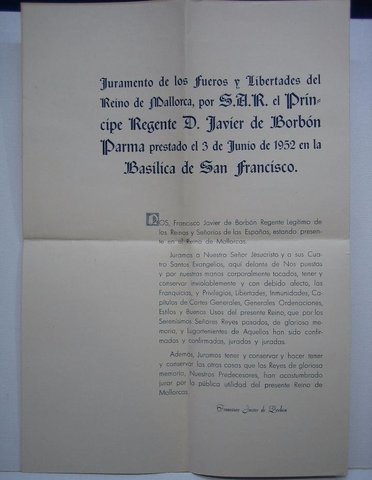 Juramento de los Fueros y Libertades del
Reino de Mallorca, por S.A.R. el Prín-
cipe Regente D. Javier de Borbón
Parma prestado el 3 de Junio de 1952 en la
Basílica de San Francisco.
NOS, Francisco Javier de Borbón Regente Legítimo de
los Reinos y Señoríos de las Españas, estando presen-
te en el Reino de Mallorcas.
Juramos a Nuestro Señor Jesucristo y a sus Cua
tro Santos Evangelios, aquí delante de Nos puestos
y por nuestras manos corporalmente tocados, tener y
conservar inviolablemente y con debido afecto, las
Franquicias, y Privilegios, Libertades, Inmunidades, Ca
pítulas de Cortes Generales, Generales Ordenaciones,
Estilos y Buenos Usos del presente Reino, que por los
Serenísimos Señores Reyes pasados, de gloriosa me-
moria, y lugartenientes de Aquellos han sido confir-
mados y confirmadas, jurados y juradas.
Además, Juramos tener y conservar y hacer tener
y conservar las otras cosas que los Reyes de gloriosa
memoria, Nuestros Predecesores, han acostumbrado
jurar por la pública utilidad del presente Reino de
Mallorcas
Francisco Javier de Borbón